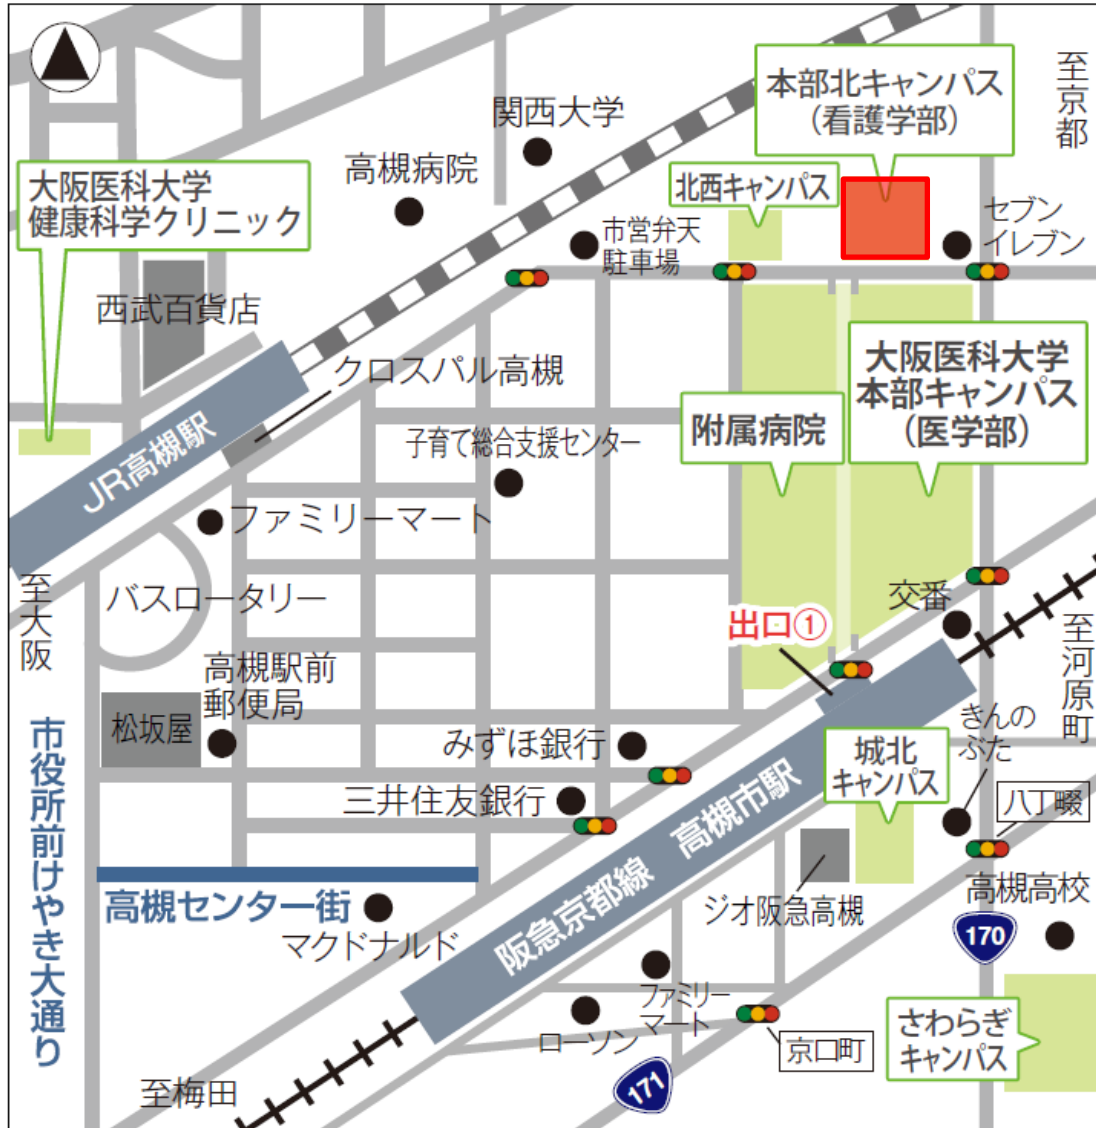 本部北キャンパス
(看護学部)
至京都
関西大学
高槻病院
大阪医科大学
健康科学クリニック
北西キャンパス
セブン
イレブン
市営弁天
駐車場
西武百貨店
クロスパル高槻
大阪医科大学
本部キャンパス
(医学部)
附属病院
子育て総合支援センター
JR高槻駅
ファミリーマート
至大阪
バスロータリー
交番
出口①
至河原町
高槻駅前
郵便局
松坂屋
きんの
ぶた
市役所前けやき大通り
みずほ銀行
城北
キャンパス
三井住友銀行
八丁畷
阪急京都線 高槻市駅
高槻センター街
マクドナルド
ジオ阪急高槻
高槻高校
170
ファミリー
マート
ローソン
さわらぎ
キャンパス
京口町
171
至梅田